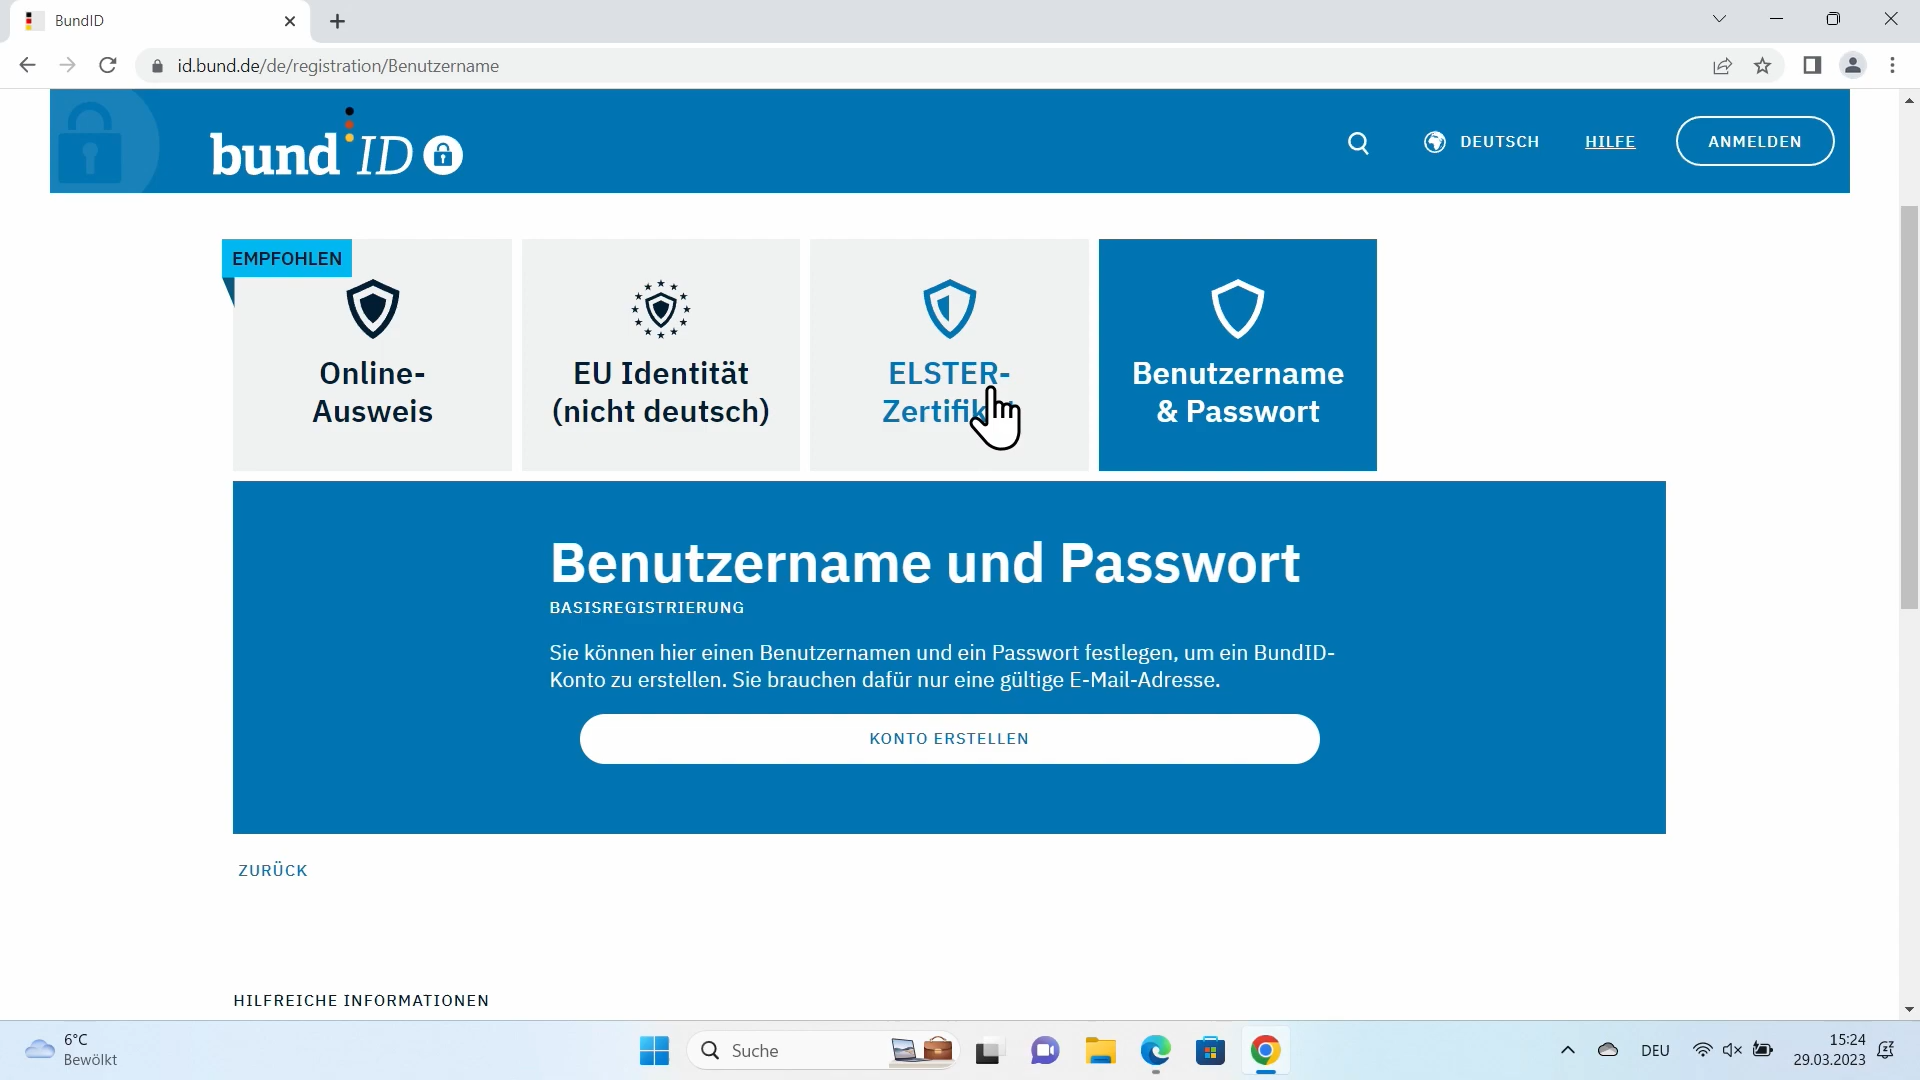 BundID
id.bund.de/de/registration/Benutzername
bund ID
DEUTSCH
HILFE
ANMELDEN
EMPFOHLEN
Online-
Ausweis
EU Identität
(nicht deutsch)
ELSTER-
Zertifik
Benutzername
& Passwort
Benutzername und Passwort
BASISREGISTRIERUNG
Sie können hier einen Benutzernamen und ein Passwort festlegen, um ein BundID-
Konto zu erstellen. Sie brauchen dafür nur eine gültige E-Mail-Adresse.
KONTO ERSTELLEN
ZURÜCK
HILFREICHE INFORMATIONEN
6°C
Bewölkt
Suche
DEU
15:24
29.03.2023